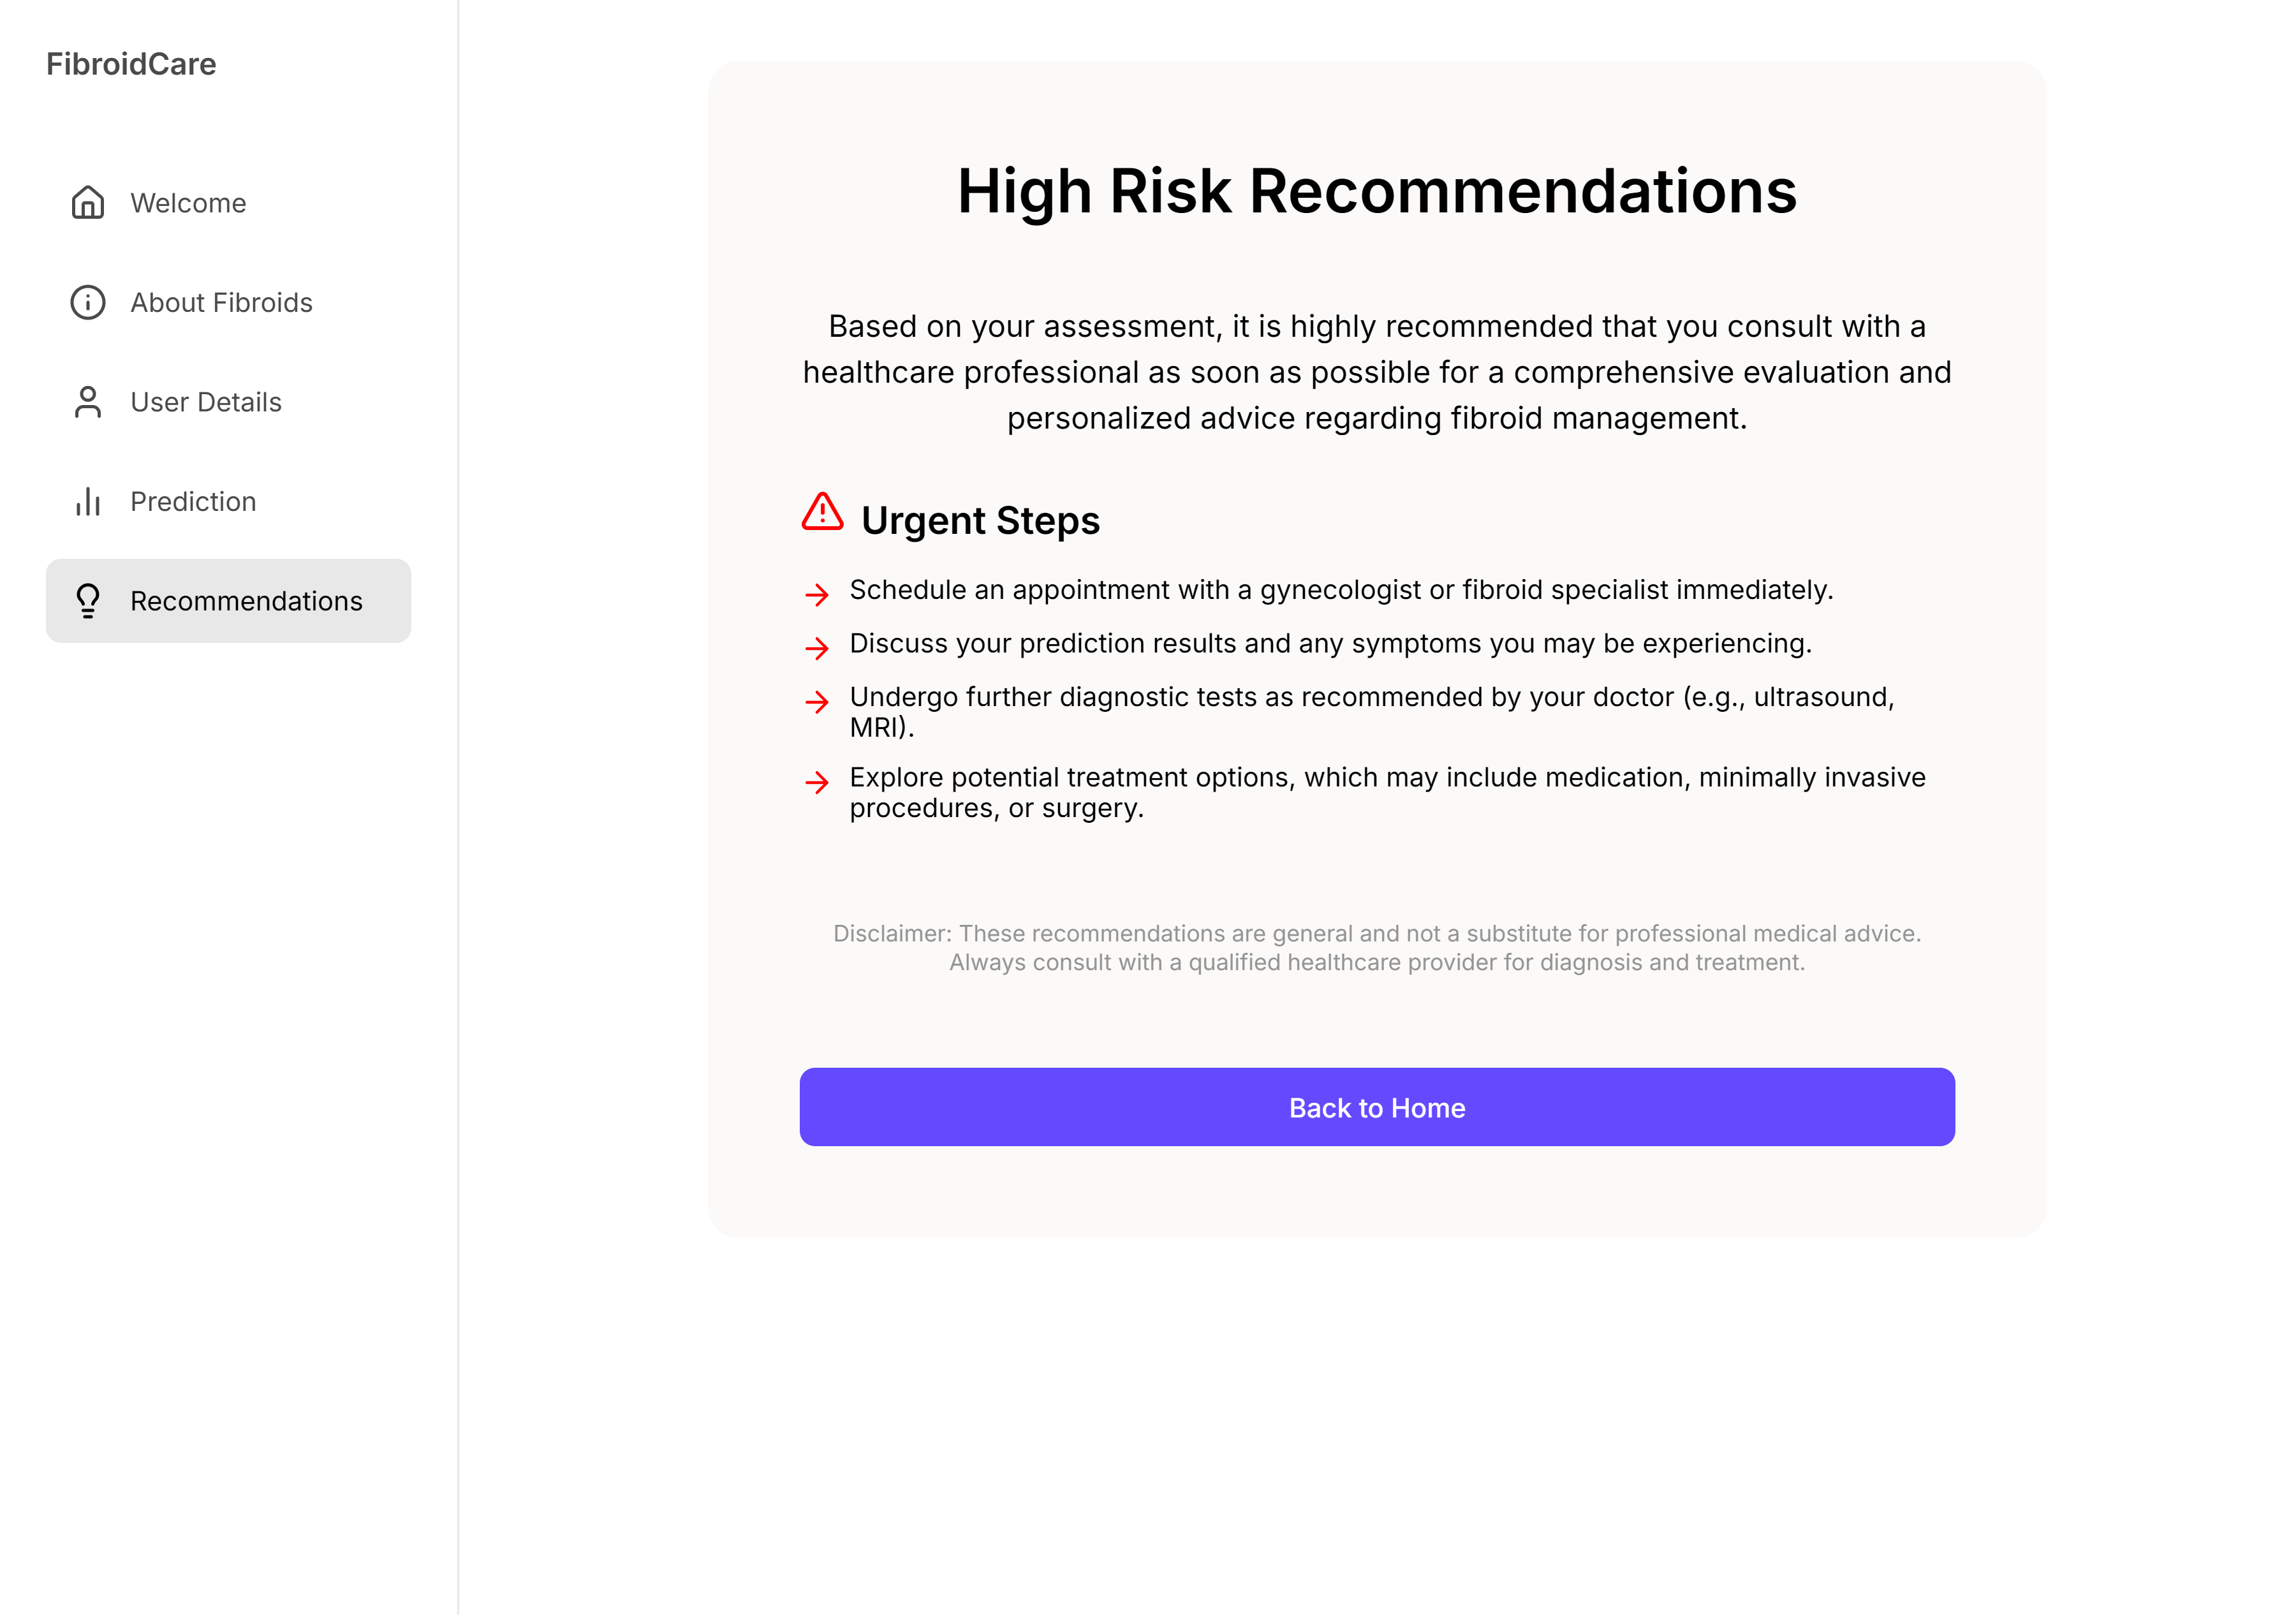 FibroidCare
Welcome
About Fibroids
User Details
Prediction
Recommendations
High Risk Recommendations
Based on your assessment, it is highly recommended that you consult with a
healthcare professional as soon as possible for a comprehensive evaluation and
personalized advice regarding fibroid management.
Urgent Steps
Schedule an appointment with a gynecologist or fibroid specialist immediately.
Discuss your prediction results and any symptoms you may be experiencing.
Undergo further diagnostic tests as recommended by your doctor (e.g., ultrasound,
MRI).
Explore potential treatment options, which may include medication, minimally invasive
procedures, or surgery.
Disclaimer: These recommendations are general and not a substitute for professional medical advice.
Always consult with a qualified healthcare provider for diagnosis and treatment.
Back to Home